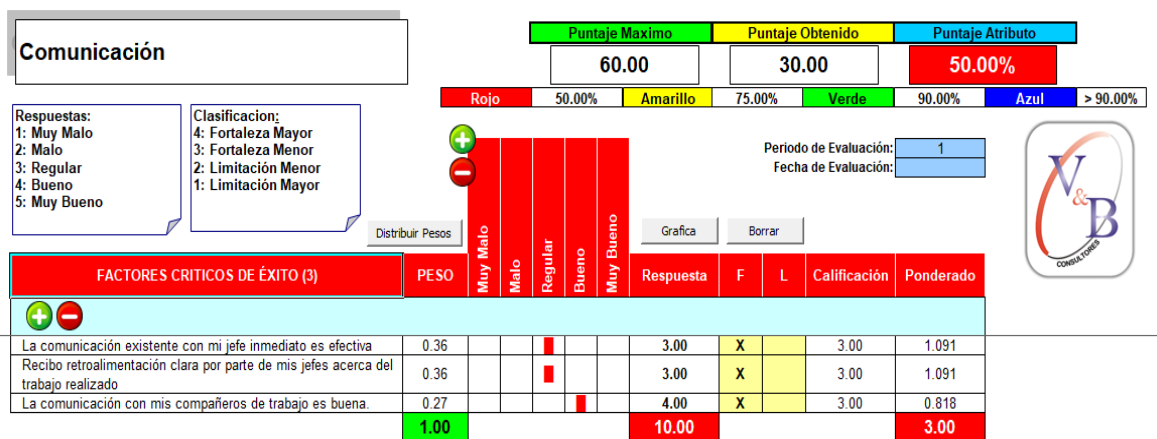 Comunicación
Puntaje Maximo Puntaje Obtenido Puntaje Atributo
60.00 30.00 50.00%
Rojo 50.00% Amarillo 75.00% Verde 90.00% Azul > 90.00%
Respuestas:
1: Muy Malo
2: Malo
3: Regular
4: Bueno
5: Muy Bueno
Clasificacion:
4: Fortaleza Mayor
3: Fortaleza Menor
2: Limitación Menor
1: Limitación Mayor
Periodo de Evaluación: 1
Fecha de Evaluación:
V&B
CONSULTORES
Distribuir Pesos
Grafica
Borrar
FACTORES CRITICOS DE ÉXITO (3) PESO Muy Malo Malo Regular Bueno Muy Bueno Respuesta F L Calificación Ponderado
La comunicación existente con mi jefe inmediato es efectiva 0.36 3.00 X 3.00 1.091
Recibo retroalimentación clara por parte de mis jefes acerca del
trabajo realizado 0.36 3.00 X 3.00 1.091
La comunicación con mis compañeros de trabajo es buena. 0.27 4.00 X 3.00 0.818
1.00 10.00 3.00